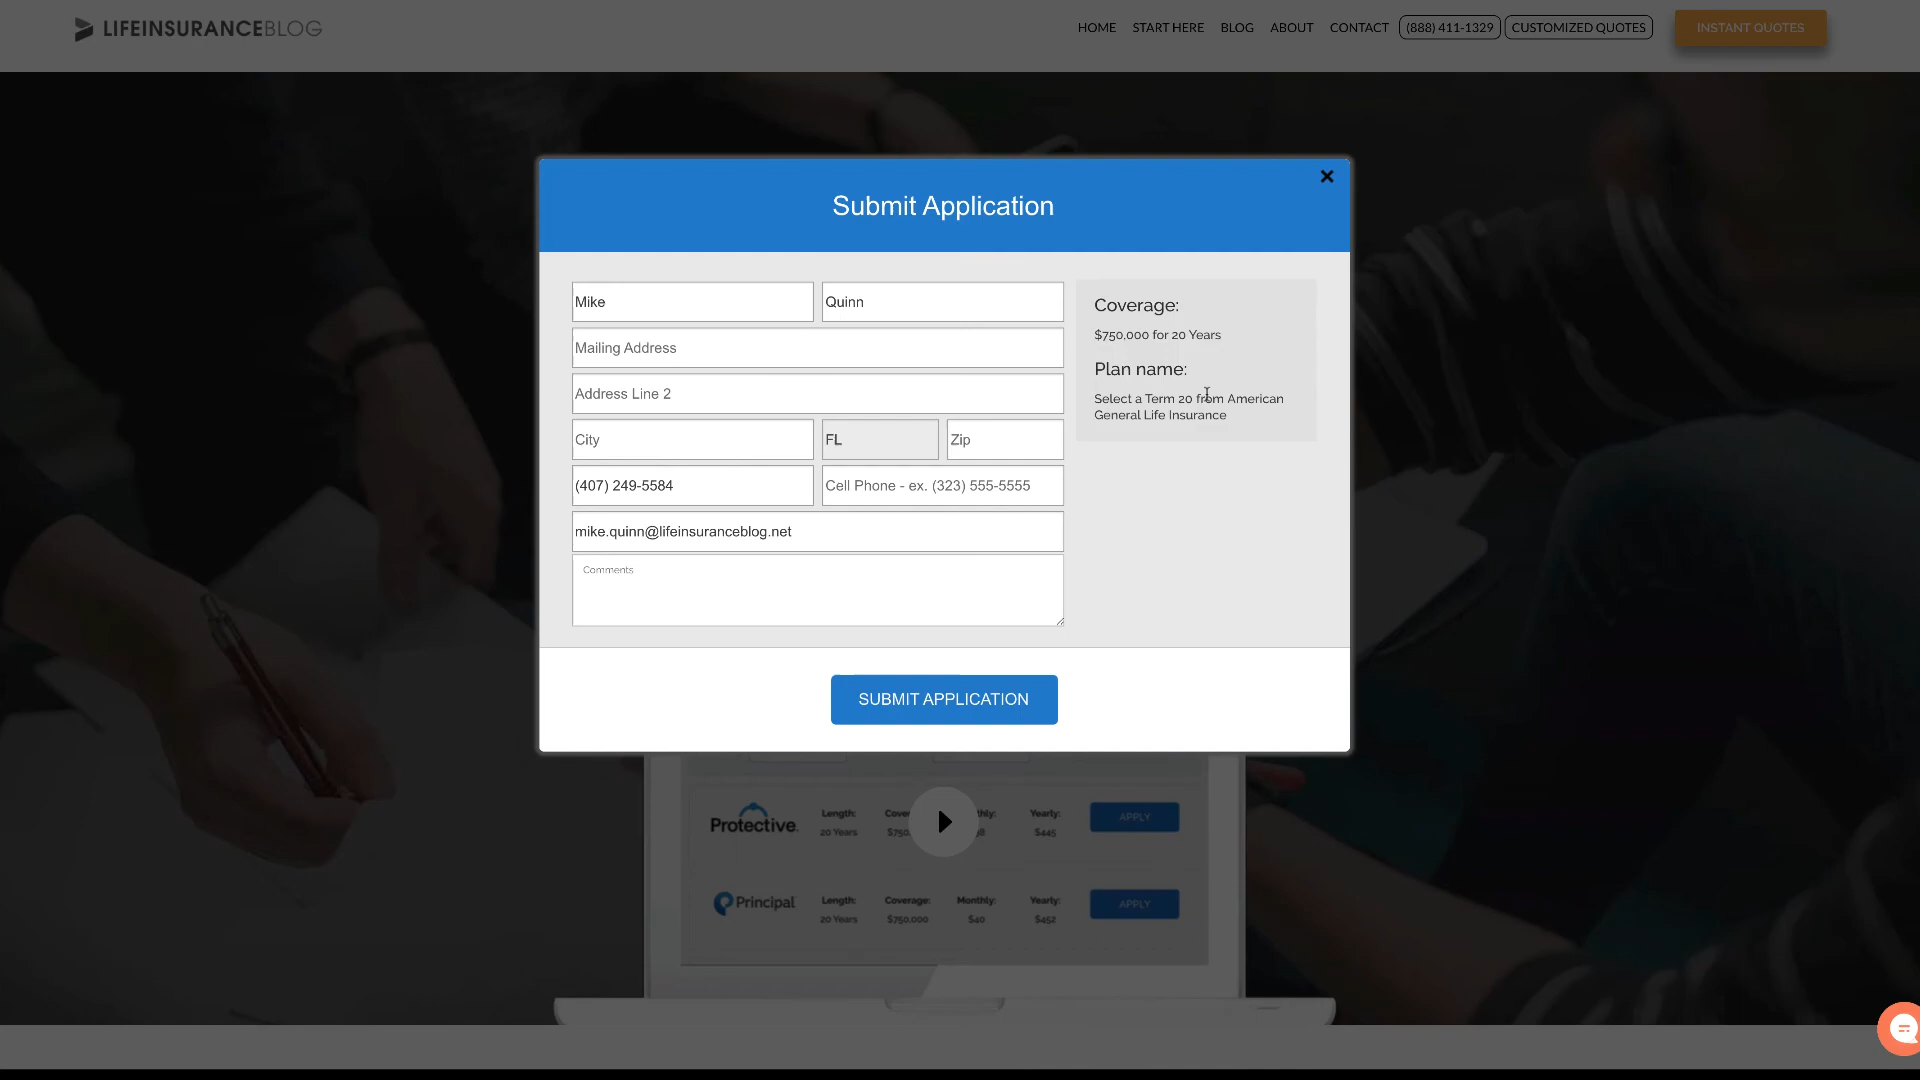 LIFEINSURANCEBLOG
HOME START HERE BLOG ABOUT CONTACT (888) 411-1329 CUSTOMIZED QUOTES INSTANT QUOTES
Submit Application
Mike Quinn
Mailing Address
Address Line 2
City FL Zip
(407) 249-5584 Cell Phone - ex. (323) 555-5555
mike.quinn@lifeinsuranceblog.net
Comments
Coverage:
$750,000 for 20 Years
Plan name:
Select a Term 20 from American
General Life Insurance
SUBMIT APPLICATION
Protective. Length: Yearly: APPLY
20 Years $445
Principal Length: Coverage: Monthly: Yearly: APPLY
20 Years $750,000 $40 $452